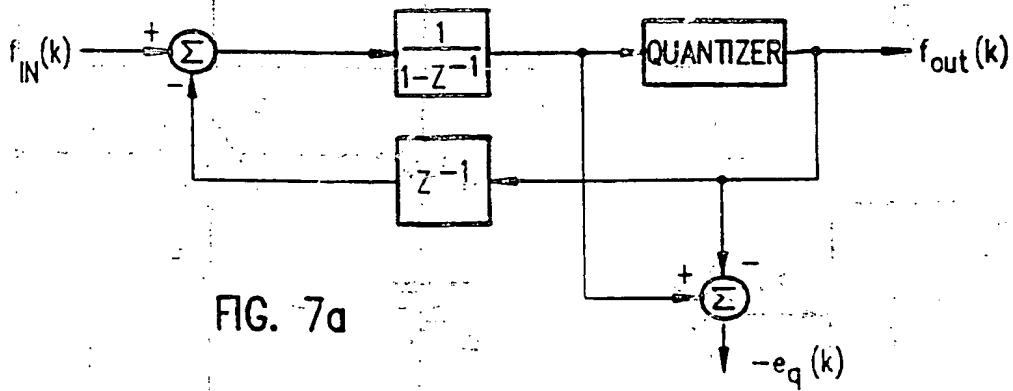 f_IN(k)
+
Σ
-
1
1-Z^-1
QUANTIZER
f_out(k)
Z^-1
+
-
Σ
-e_q(k)
FIG. 7a